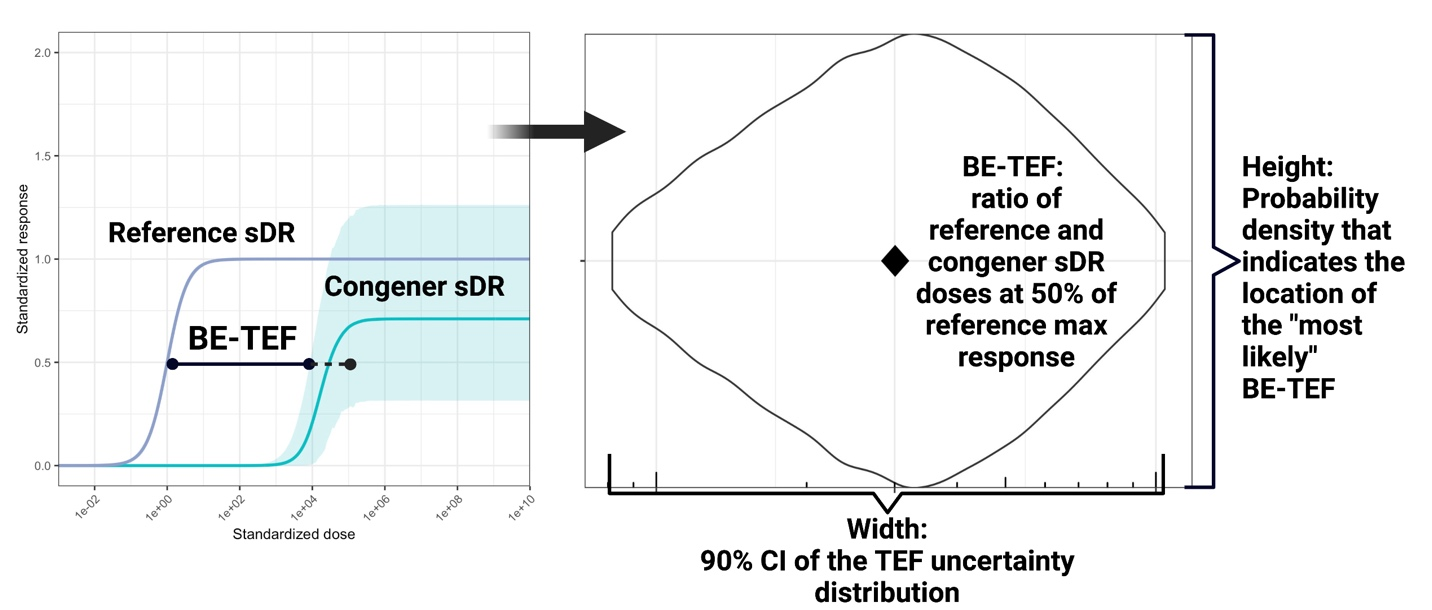 2.0
1.5
1.0
0.5
0.0
Standardized response
Reference sDR
Congener sDR
BE-TEF
1e-02
1e+00
1e+02
1e+04
1e+06
1e+08
1e+10
Standardized dose
BE-TEF:
ratio of
reference and
congener sDR
doses at 50% of
reference max
response
Height:
Probability
density that
indicates the
location of
the "most
likely"
BE-TEF
Width:
90% CI of the TEF uncertainty
distribution